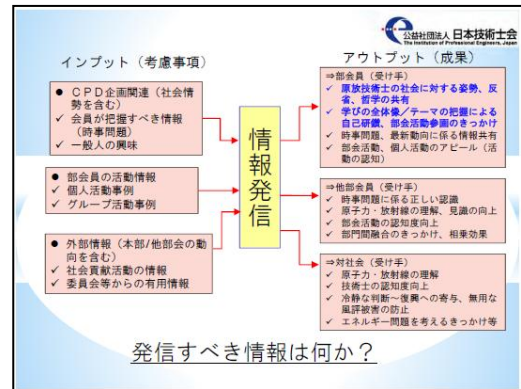 公益社団法人 日本技術士会
The Institution of Professional Engineers, Japan
インプット（考慮事項）
● ＣＰＤ企画関連（社会情
勢を含む）
✓ 会員が把握すべき情報
（時事問題）
✓ 一般人の興味
● 部会員の活動情報
✓ 個人活動事例
✓ グループ活動事例
● 外部情報（本部/他部会の動
向を含む）
✓ 社会貢献活動の情報
✓ 委員会等からの有用情報
情報発信
アウトプット（成果）
⇒部会員（受け手）
✓ 原放技術士の社会に対する姿勢、反
省、哲学の共有
✓ 学びの全体像／テーマの把握による
自己研鑽、部会活動参画のきっかけ
✓ 時事問題、最新動向に係る情報共有
✓ 部会活動、個人活動のアピール（活
動の認知）
⇒他部会員（受け手）
✓ 時事問題に係る正しい認識
✓ 原子力・放射線の理解、見識の向上
✓ 部会活動の認知度向上
✓ 部門間融合のきっかけ、相乗効果
⇒対社会（受け手）
✓ 原子力・放射線の理解
✓ 技術士の認知度向上
✓ 冷静な判断～復興への寄与、無用な
風評被害の防止
✓ エネルギー問題を考えるきっかけ等
発信すべき情報は何か？